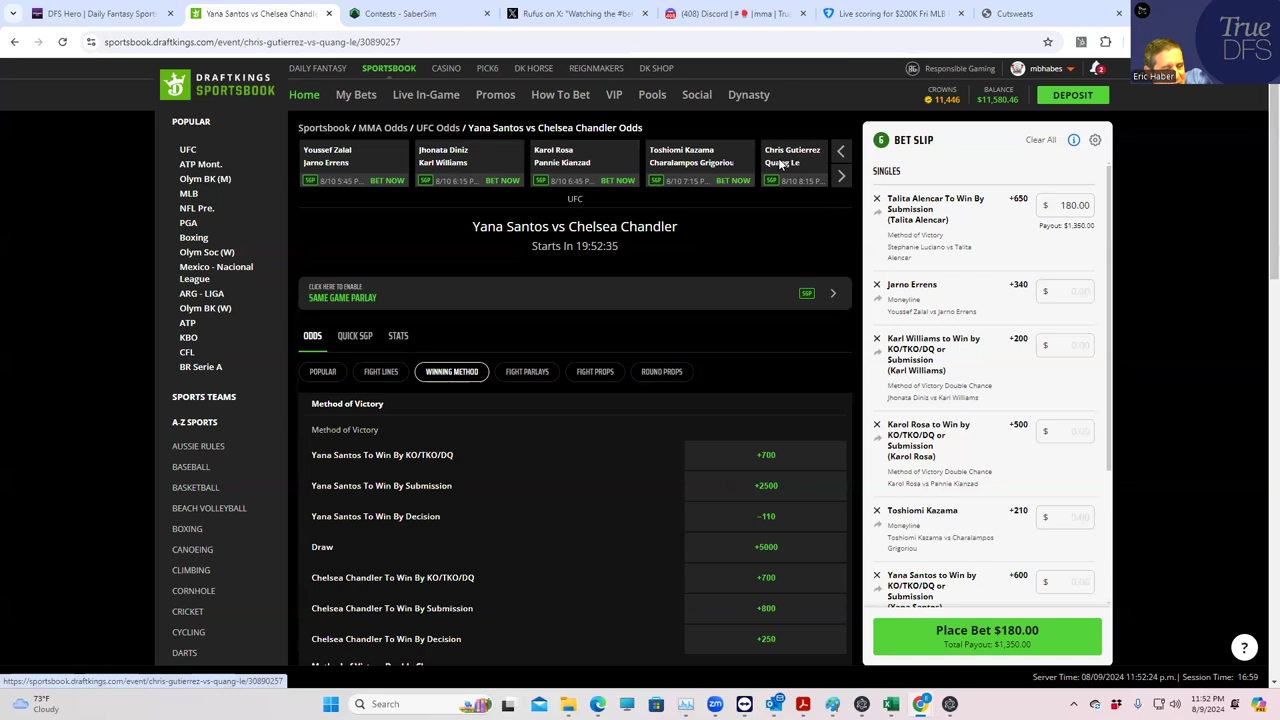 DFS Hero | Daily Fantasy Sports
Yana Santos vs Chelsea Chandler
Contests - SaberSim
Rufus on X: "Watching the Fried
(408) Discord | #mma | True
Live scoring for $200K Fri MLB
Cutsweats
sportsbook.draftkings.com/event/chris-gutierrez-vs-quang-le/30890257
True
DFS
Eric Haber
DRAFTKINGS
SPORTSBOOK
DAILY FANTASY
SPORTSBOOK
CASINO
PICK6
DK HORSE
REIGNMAKERS
DK SHOP
Responsible Gaming
mbhabes
2
Home
My Bets
Live In-Game
Promos
How To Bet
VIP
Pools
Social
Dynasty
CROWNS
11,446
BALANCE
$11,580.46
DEPOSIT
POPULAR
UFC
ATP Mont.
Olym BK (M)
MLB
NFL Pre.
PGA
Boxing
Olym Soc (W)
Mexico - National
League
ARG - LIGA
Olym BK (W)
ATP
KBO
CFL
BR Serie A
SPORTS TEAMS
A-Z SPORTS
AUSSIE RULES
BASEBALL
BASKETBALL
BEACH VOLLEYBALL
BOXING
CANOEING
CLIMBING
CORNHOLE
CRICKET
CYCLING
DARTS
Sportsbook / MMA Odds / UFC Odds / Yana Santos vs Chelsea Chandler Odds
Youssef Zalal
Jarno Errens
SGP 8/10 5:45 P... BET NOW
Jhonata Diniz
Karl Williams
SGP 8/10 6:15 P... BET NOW
Karol Rosa
Pannie Kianzad
SGP 8/10 6:45 P... BET NOW
Toshiomi Kazama
Charalampos Grigoriou
SGP 8/10 7:15 P... BET NOW
Chris Gutierrez
Quang Le
SGP 8/10 8:15 P...
UFC
Yana Santos vs Chelsea Chandler
Starts In 19:52:35
CLICK HERE TO ENABLE
SAME GAME PARLAY
SGP
ODDS
QUICK SGP
STATS
POPULAR
FIGHT LINES
WINNING METHOD
FIGHT PARLAYS
FIGHT PROPS
ROUND PROPS
Method of Victory
Method of Victory
Yana Santos To Win By KO/TKO/DQ +700
Yana Santos To Win By Submission +2500
Yana Santos To Win By Decision −110
Draw +5000
Chelsea Chandler To Win By KO/TKO/DQ +700
Chelsea Chandler To Win By Submission +800
Chelsea Chandler To Win By Decision +250
6 BET SLIP
Clear All
SINGLES
Talita Alencar To Win By
Submission
(Talita Alencar)
+650
$ 180.00
Payout: $1,350.00
Method of Victory
Stephanie Luciano vs Talita
Alencar
Jarno Errens
+340
$ 0.00
Moneyline
Youssef Zalal vs Jarno Errens
Karl Williams to Win by
KO/TKO/DQ or
Submission
(Karl Williams)
+200
$ 0.00
Method of Victory Double Chance
Jhonata Diniz vs Karl Williams
Karol Rosa to Win by
KO/TKO/DQ or
Submission
(Karol Rosa)
+500
$ 0.00
Method of Victory Double Chance
Karol Rosa vs Pannie Kianzad
Toshiomi Kazama
+210
$ 0.00
Moneyline
Toshiomi Kazama vs Charalampos
Grigoriou
Yana Santos to Win by
KO/TKO/DQ or
Submission
(Yana Santos)
+600
$ 0.00
Place Bet $180.00
Total Payout: $1,350.00
?
https://sportsbook.draftkings.com/event/chris-gutierrez-vs-quang-le/30890257
Server Time: 08/09/2024 11:52:24 p.m.| Session Time: 16:59
73°F
Cloudy
Search
11:52 PM
8/9/2024